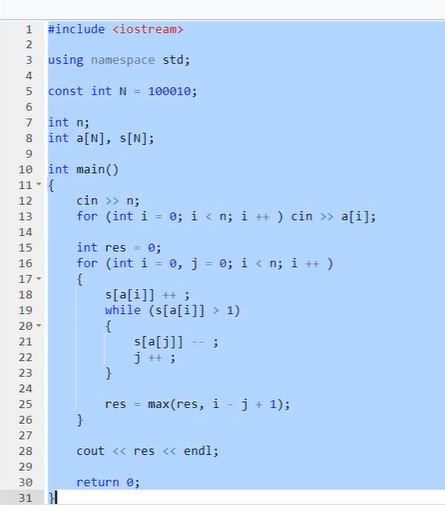 1 #include <iostream>
2
3 using namespace std;
4
5 const int N = 100010;
6
7 int n;
8 int a[N], s[N];
9
10 int main()
11 {
12     cin >> n;
13     for (int i = 0; i < n; i ++ ) cin >> a[i];
14
15     int res = 0;
16     for (int i = 0, j = 0; i < n; i ++ )
17     {
18         s[a[i]] ++ ;
19         while (s[a[i]] > 1)
20         {
21             s[a[j]] -- ;
22             j ++ ;
23         }
24
25         res = max(res, i - j + 1);
26     }
27
28     cout << res << endl;
29
30     return 0;
31 }